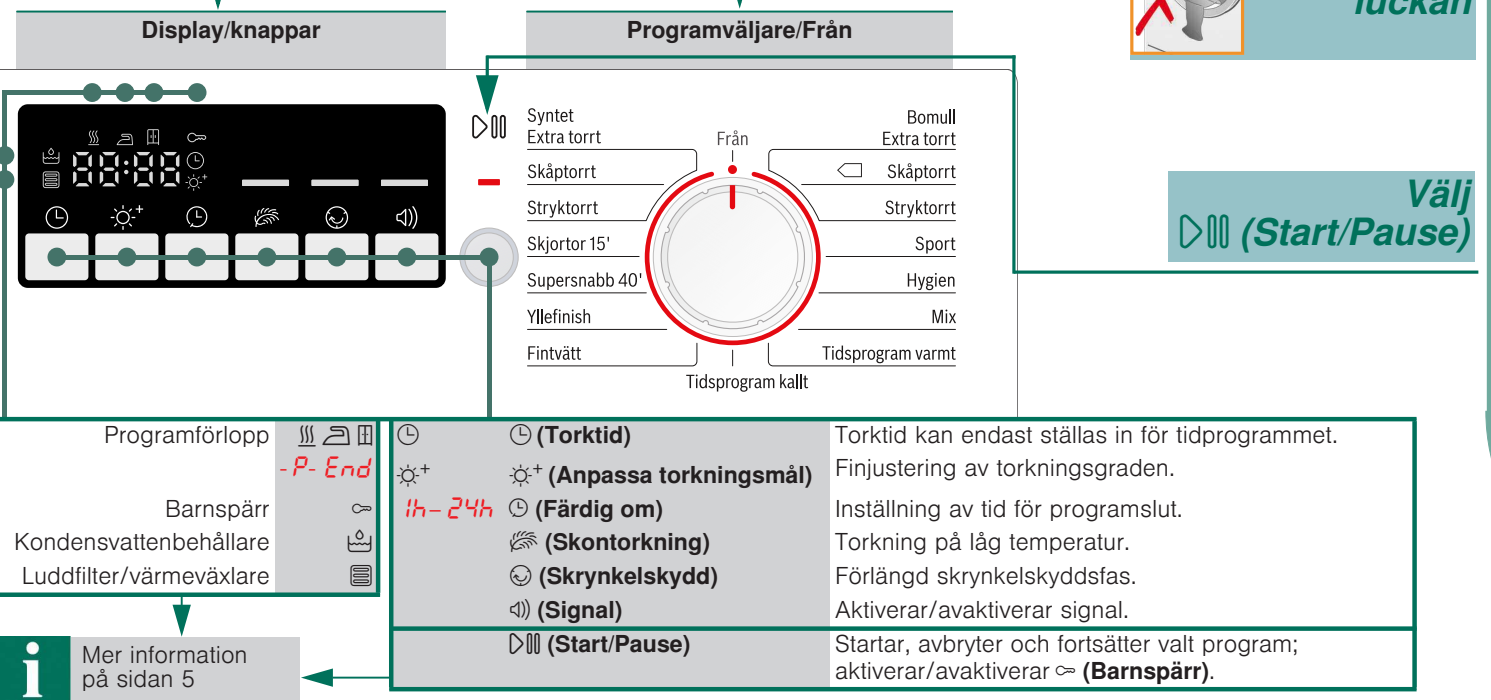 luckan
Display/knappar
Programväljare/Från
Syntet
Extra torrt
Skåptorrt
Stryktorrt
Skjortor 15'
Supersnabb 40'
Yllefinish
Fintvätt
Från
Bomull
Extra torrt
Skåptorrt
Stryktorrt
Sport
Hygien
Mix
Tidsprogram varmt
Tidsprogram kallt
88:88
Välj
(Start/Pause)
Programförlopp
-P- End
Barnspärr
Kondensvattenbehållare
Luddfilter/värmeväxlare
(Torktid) Torktid kan endast ställas in för tidprogrammet.
(Anpassa torkningsmål) Finjustering av torkningsgraden.
1h–24h (Färdig om) Inställning av tid för programslut.
(Skontorkning) Torkning på låg temperatur.
(Skrynkelskydd) Förlängd skrynkelskyddsfas.
(Signal) Aktiverar/avaktiverar signal.
(Start/Pause) Startar, avbryter och fortsätter valt program;
aktiverar/avaktiverar (Barnspärr).
i
Mer information
på sidan 5